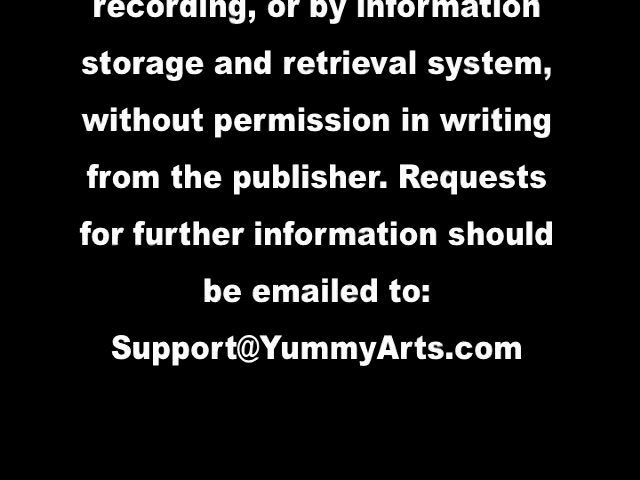 recording, or by information
storage and retrieval system,
without permission in writing
from the publisher. Requests
for further information should
be emailed to:
Support@YummyArts.com